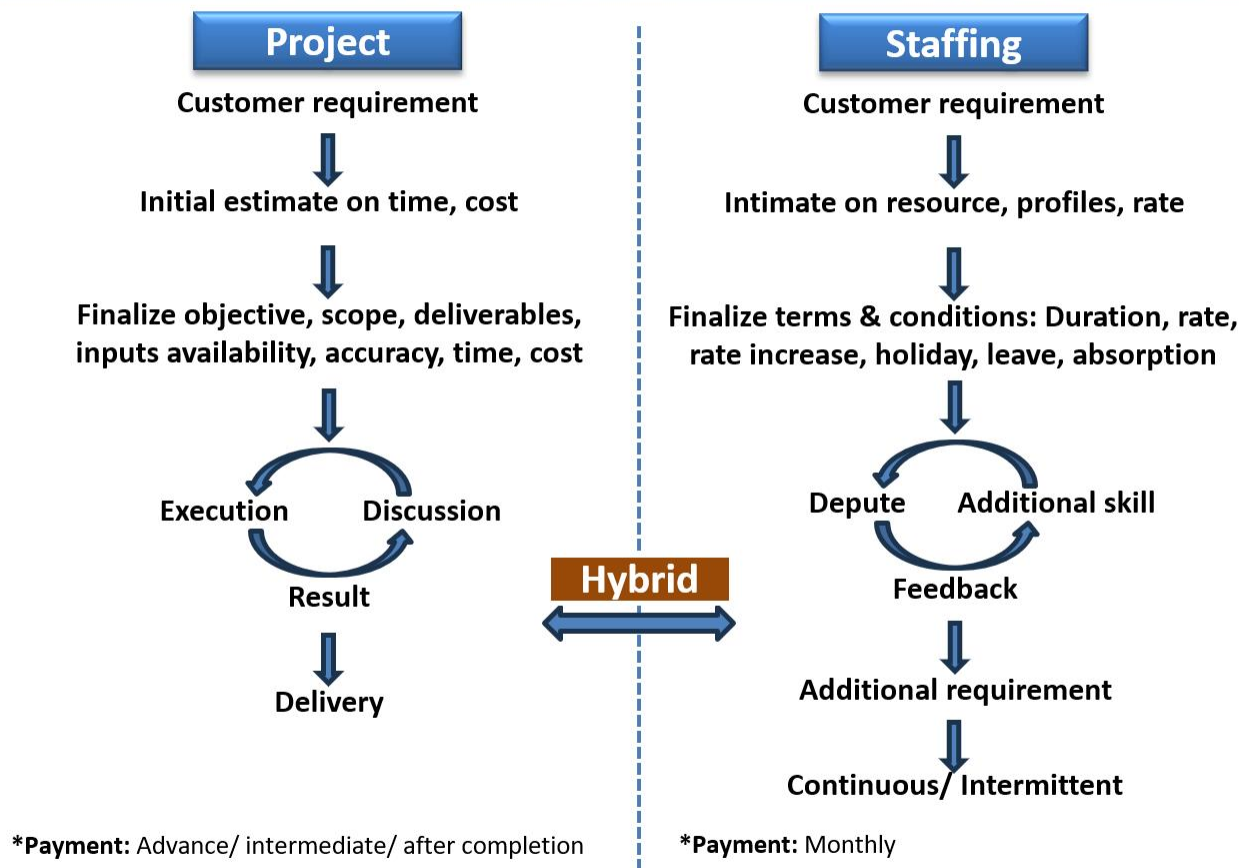 Project
Customer requirement
Initial estimate on time, cost
Finalize objective, scope, deliverables,
inputs availability, accuracy, time, cost
Execution
Discussion
Result
Delivery
*Payment: Advance/ intermediate/ after completion
Hybrid
Staffing
Customer requirement
Intimate on resource, profiles, rate
Finalize terms & conditions: Duration, rate,
rate increase, holiday, leave, absorption
Depute
Additional skill
Feedback
Additional requirement
Continuous/ Intermittent
*Payment: Monthly